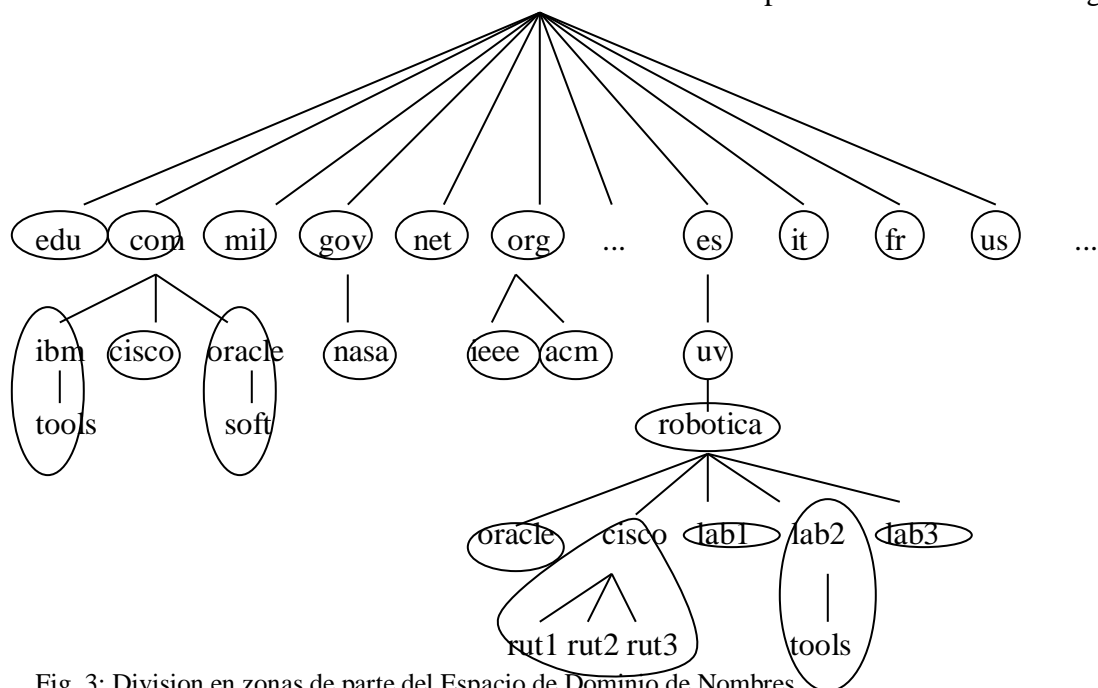 edu com mil gov net org ... es it fr us ...
ibm cisco oracle nasa ieee acm uv
tools soft robotica
oracle cisco lab1 lab2 lab3
rut1 rut2 rut3 tools
Fig. 3: Division en zonas de parte del Espacio de Dominio de Nombres